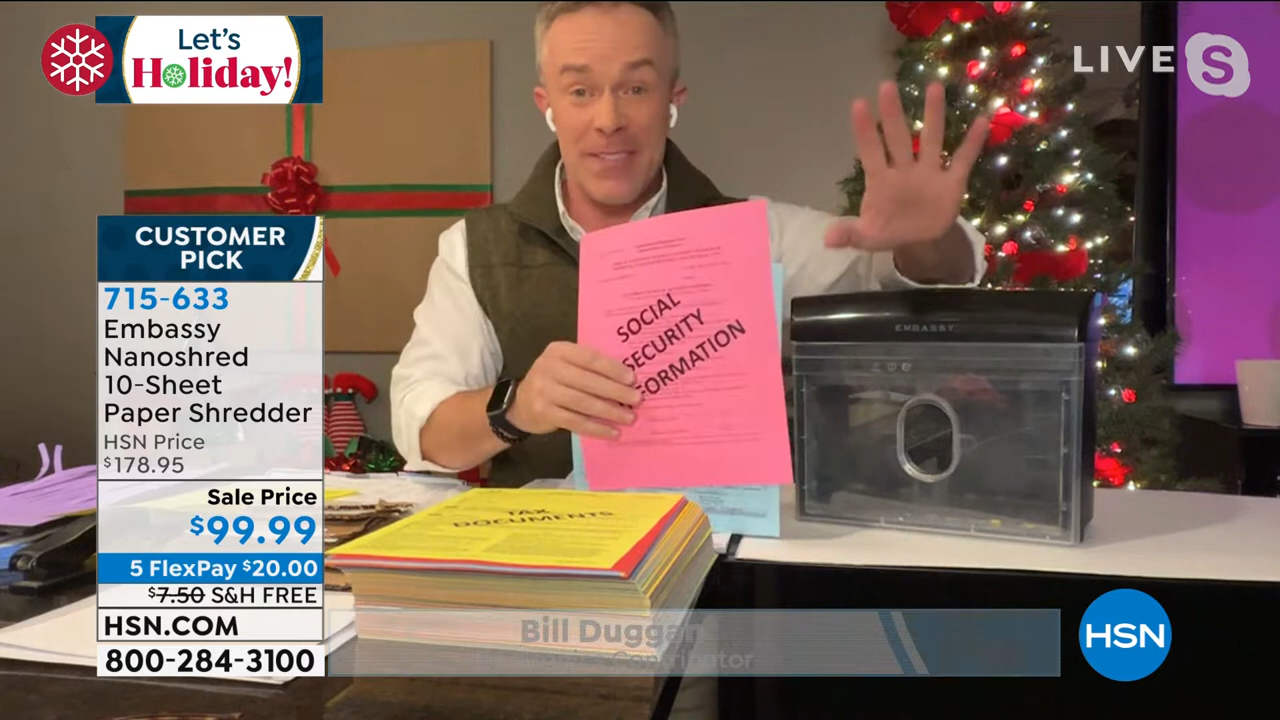 Let's
Holiday!
LIVE S
CUSTOMER
PICK
715-633
Embassy
Nanoshred
10-Sheet
Paper Shredder
HSN Price
$178.95
Sale Price
$99.99
5 FlexPay $20.00
$7.50 S&H FREE
HSN.COM
800-284-3100
SOCIAL
SECURITY
FORMATION
EMBASSY
TAX
DOCUMENTS
Bill Duggan
Contributor
HSN